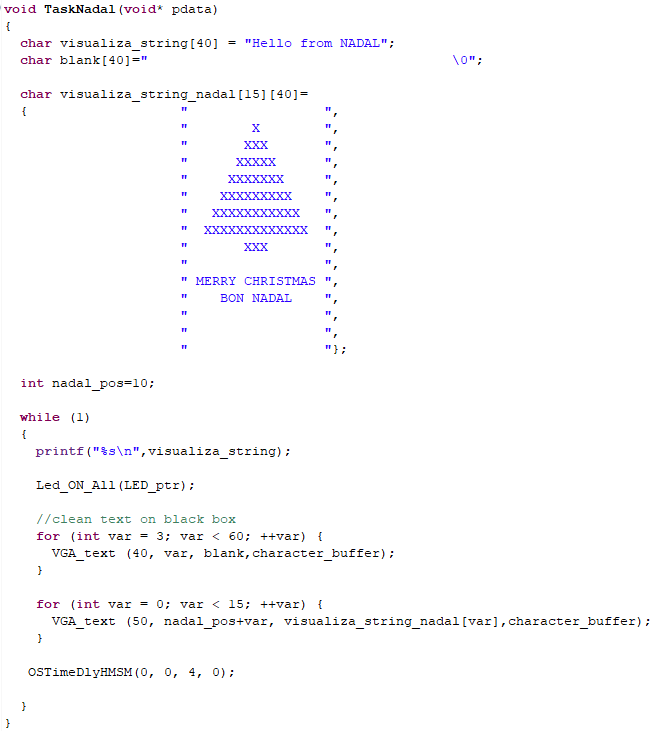 void TaskNadal(void* pdata)
{
  char visualiza_string[40] = "Hello from NADAL";
  char blank[40]="                                      \0";

  char visualiza_string_nadal[15][40]=
  {                   "                 ",
                      "        X        ",
                      "       XXX       ",
                      "      XXXXX      ",
                      "     XXXXXXX     ",
                      "    XXXXXXXXX    ",
                      "   XXXXXXXXXXX   ",
                      "  XXXXXXXXXXXXX  ",
                      "       XXX       ",
                      "                 ",
                      " MERRY CHRISTMAS ",
                      "    BON NADAL    ",
                      "                 ",
                      "                 ",
                      "                 "};

  int nadal_pos=10;

  while (1)
  {
    printf("%s\n",visualiza_string);

    Led_ON_All(LED_ptr);

    //clean text on black box
    for (int var = 3; var < 60; ++var) {
      VGA_text (40, var, blank,character_buffer);
    }

    for (int var = 0; var < 15; ++var) {
      VGA_text (50, nadal_pos+var, visualiza_string_nadal[var],character_buffer);
    }

   OSTimeDlyHMSM(0, 0, 4, 0);

  }
}